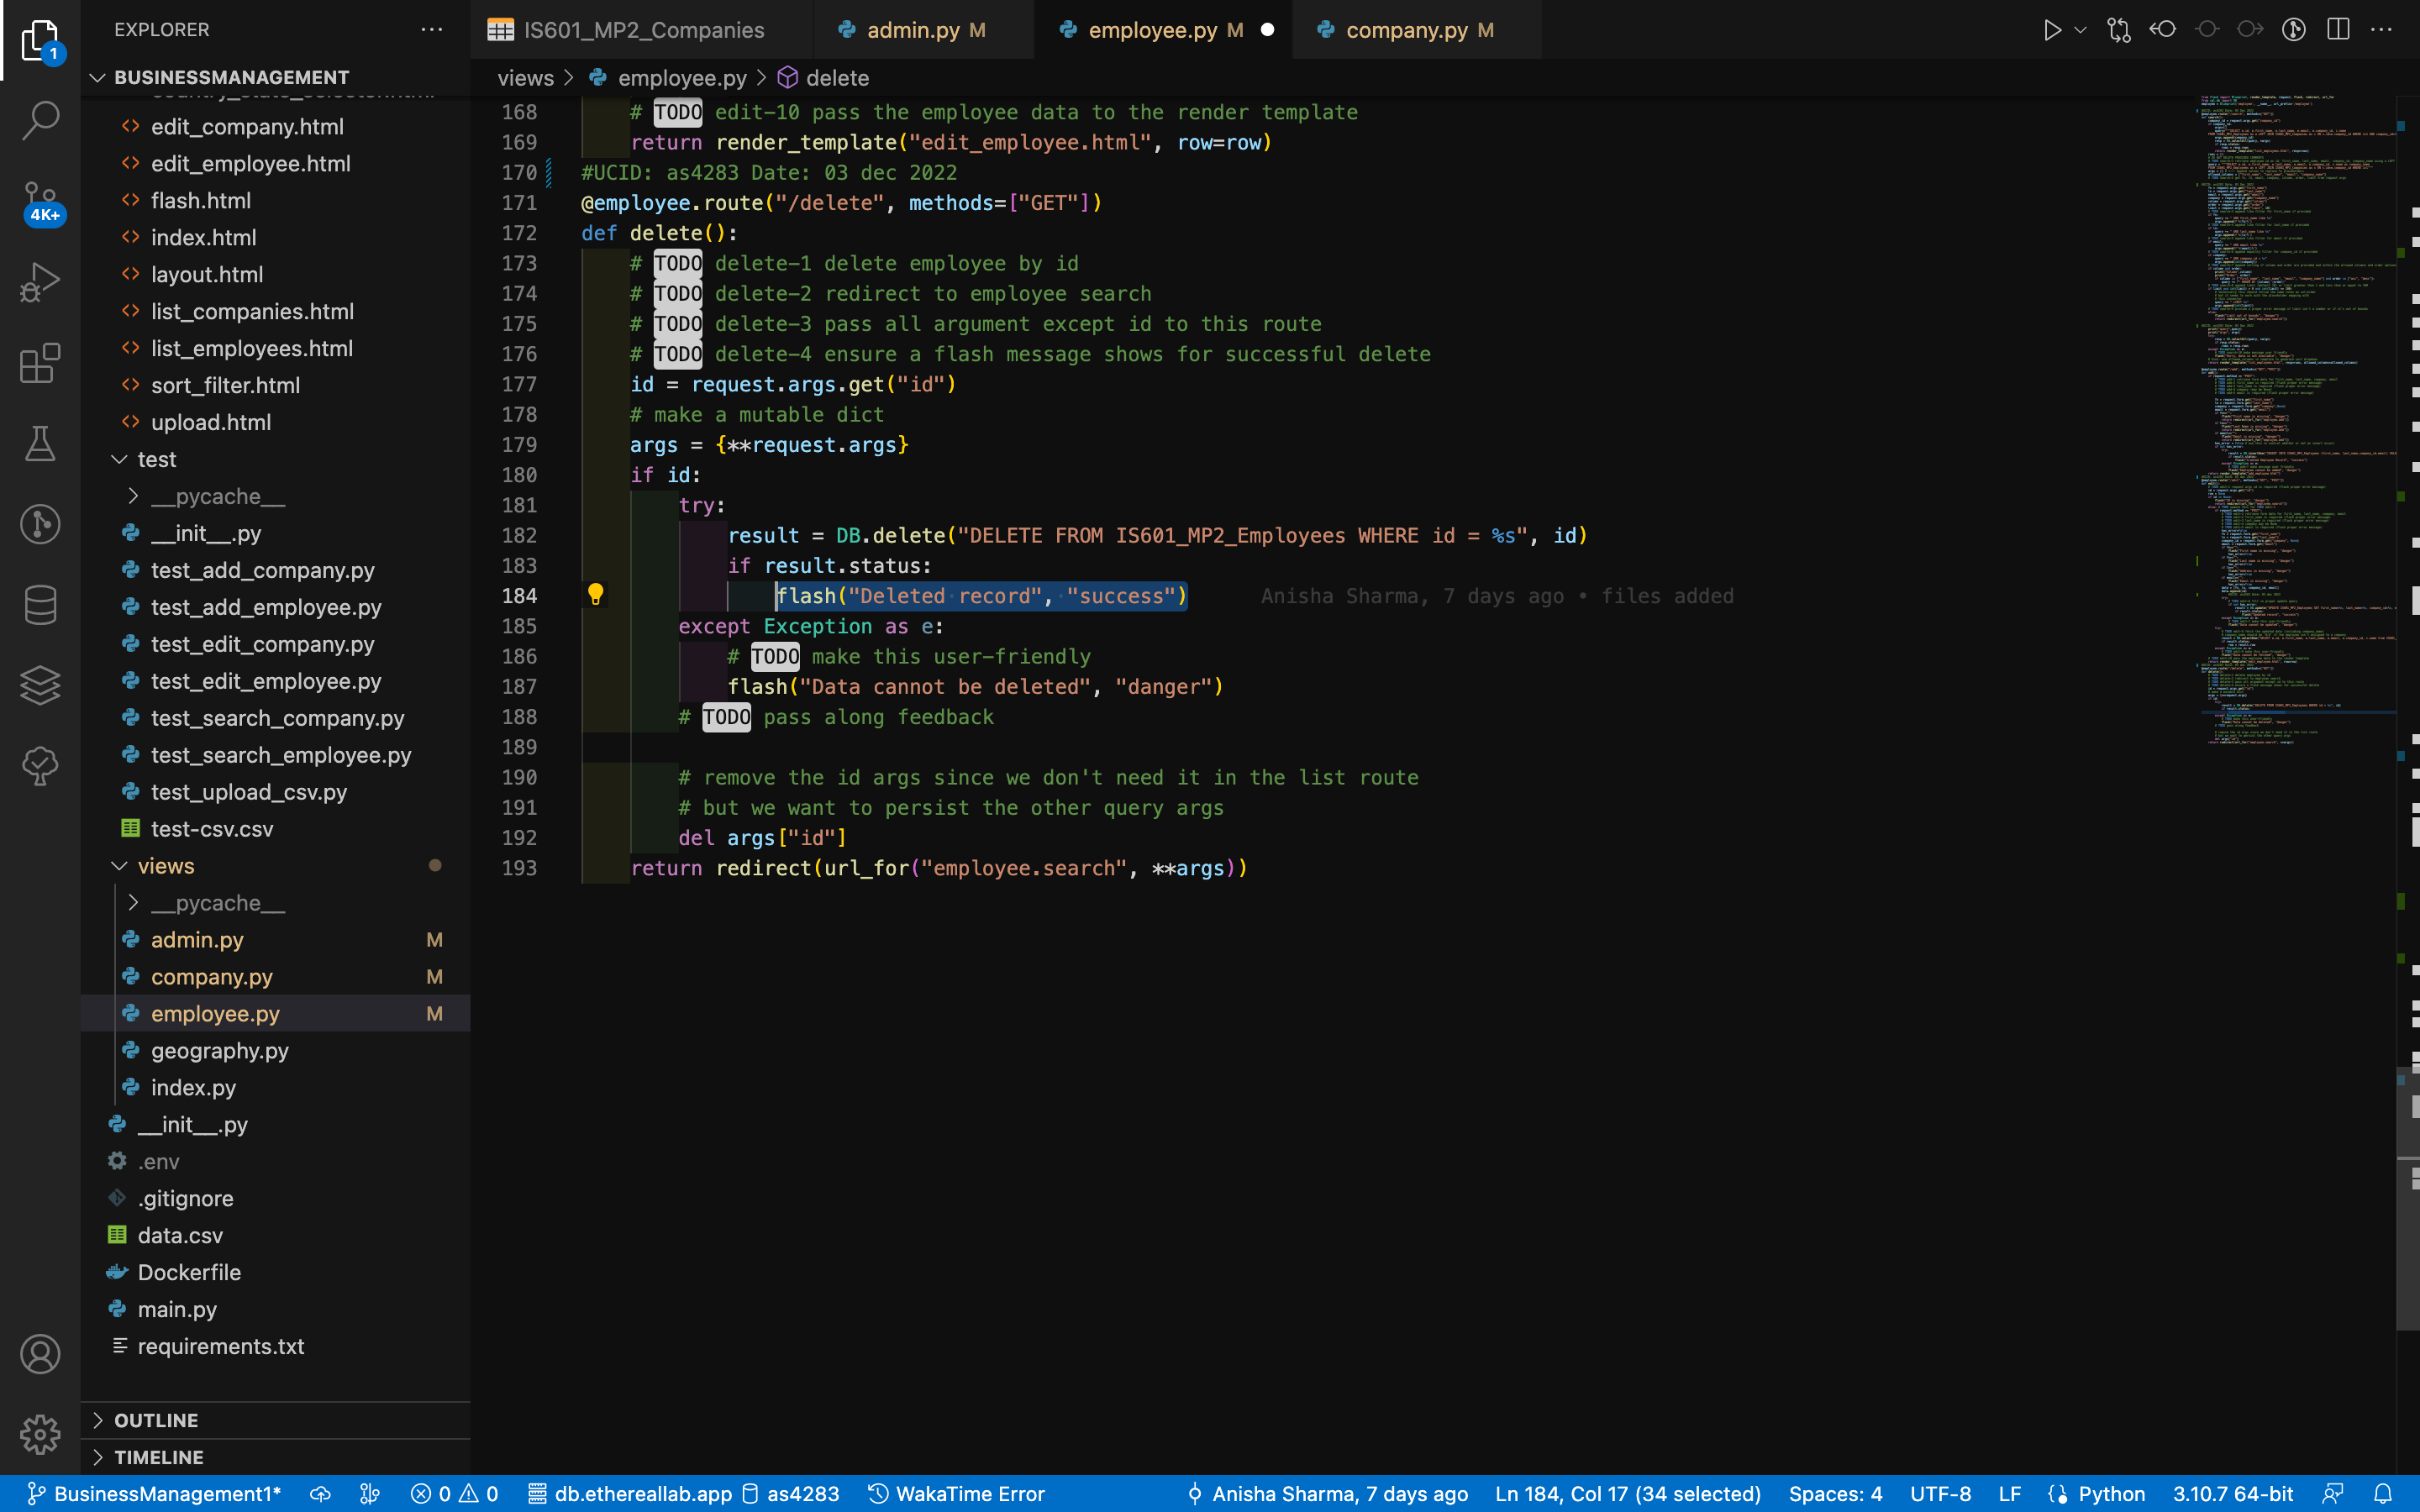 EXPLORER
IS601_MP2_Companies
admin.py M
employee.py M
company.py M
BUSINESSMANAGEMENT
views > employee.py > delete
edit_company.html
edit_employee.html
flash.html
index.html
layout.html
list_companies.html
list_employees.html
sort_filter.html
upload.html
test
__pycache__
__init__.py
test_add_company.py
test_add_employee.py
test_edit_company.py
test_edit_employee.py
test_search_company.py
test_search_employee.py
test_upload_csv.py
test-csv.csv
views
__pycache__
admin.py M
company.py M
employee.py M
geography.py
index.py
__init__.py
.env
.gitignore
data.csv
Dockerfile
main.py
requirements.txt
OUTLINE
TIMELINE
1
4K+
168 # TODO edit-10 pass the employee data to the render template
169 return render_template("edit_employee.html", row=row)
170 #UCID: as4283 Date: 03 dec 2022
171 @employee.route("/delete", methods=["GET"])
172 def delete():
173 # TODO delete-1 delete employee by id
174 # TODO delete-2 redirect to employee search
175 # TODO delete-3 pass all argument except id to this route
176 # TODO delete-4 ensure a flash message shows for successful delete
177 id = request.args.get("id")
178 # make a mutable dict
179 args = {**request.args}
180 if id:
181 try:
182 result = DB.delete("DELETE FROM IS601_MP2_Employees WHERE id = %s", id)
183 if result.status:
184 flash("Deleted record", "success") Anisha Sharma, 7 days ago • files added
185 except Exception as e:
186 # TODO make this user-friendly
187 flash("Data cannot be deleted", "danger")
188 # TODO pass along feedback
189
190 # remove the id args since we don't need it in the list route
191 # but we want to persist the other query args
192 del args["id"]
193 return redirect(url_for("employee.search", **args))
BusinessManagement1* 0 0 db.ethereallab.app as4283 WakaTime Error Anisha Sharma, 7 days ago Ln 184, Col 17 (34 selected) Spaces: 4 UTF-8 LF Python 3.10.7 64-bit